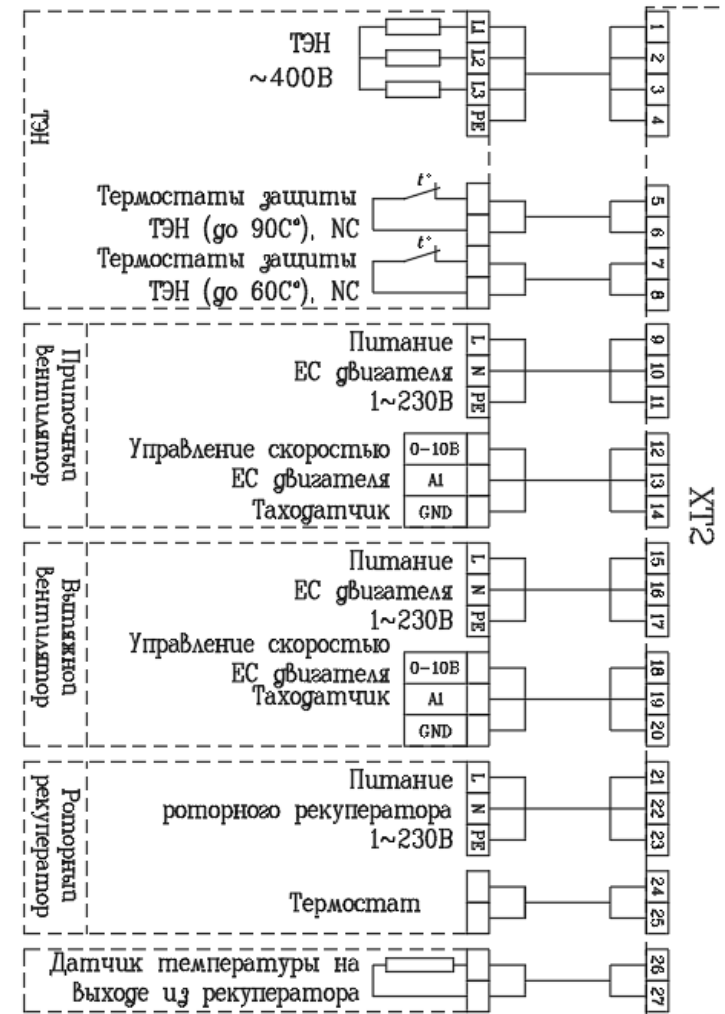 ТЭН
ТЭН
~400В
L1
L2
L3
PE
1
2
3
4
Термостаты защиты
ТЭН (до 90С°), NC
t°
5
6
Термостаты защиты
ТЭН (до 60С°), NC
t°
7
8
Приточный
вентилятор
Питание
ЕС двигателя
1~230В
L
N
PE
9
10
11
Управление скоростью
ЕС двигателя
Таходатчик
0-10В
A1
GND
12
13
14
XT2
Вытяжной
вентилятор
Питание
ЕС двигателя
1~230В
L
N
PE
15
16
17
Управление скоростью
ЕС двигателя
Таходатчик
0-10В
A1
GND
18
19
20
Роторный
рекуператор
Питание
роторного рекуператора
1~230В
L
N
PE
21
22
23
Термостат
24
25
Датчик температуры на
выходе из рекуператора
26
27